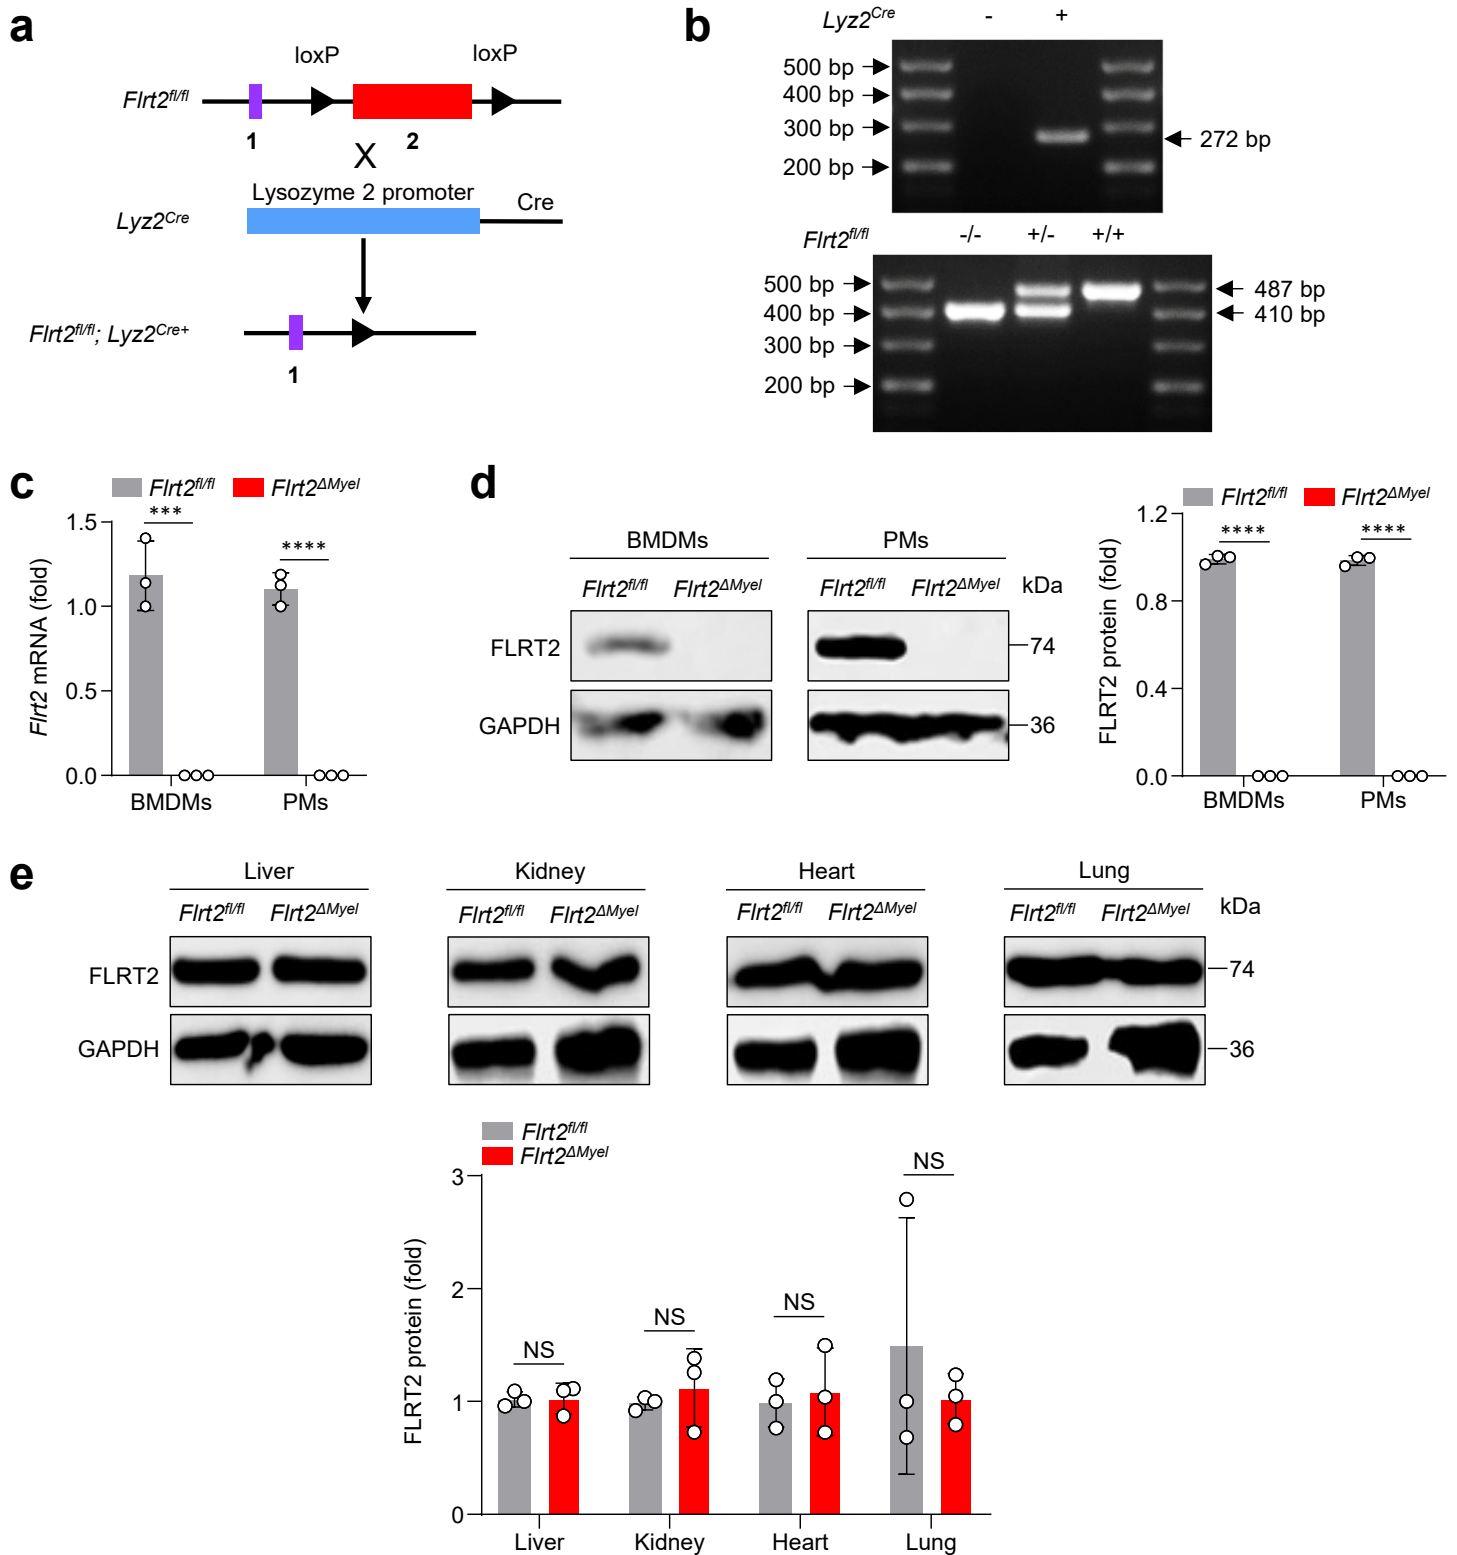 a
loxP loxP
Flrt2fl/fl
1 2
X
Lysozyme 2 promoter
Lyz2Cre Cre
Flrt2fl/fl; Lyz2Cre+
1
b
Lyz2Cre - +
500 bp
400 bp
300 bp
200 bp
272 bp
Flrt2fl/fl -/- +/- +/+
500 bp
400 bp
300 bp
200 bp
487 bp
410 bp
c
Flrt2fl/fl Flrt2ΔMyel
Flrt2 mRNA (fold)
1.5
1.0
0.5
0.0
*** ****
BMDMs PMs
d
BMDMs PMs
Flrt2fl/fl Flrt2ΔMyel Flrt2fl/fl Flrt2ΔMyel kDa
FLRT2 74
GAPDH 36
Flrt2fl/fl Flrt2ΔMyel
FLRT2 protein (fold)
1.2
0.8
0.4
0.0
**** ****
BMDMs PMs
e
Liver Kidney Heart Lung
Flrt2fl/fl Flrt2ΔMyel Flrt2fl/fl Flrt2ΔMyel Flrt2fl/fl Flrt2ΔMyel Flrt2fl/fl Flrt2ΔMyel kDa
FLRT2 74
GAPDH 36
Flrt2fl/fl
Flrt2ΔMyel
FLRT2 protein (fold)
3
2
1
0
NS NS NS NS
Liver Kidney Heart Lung